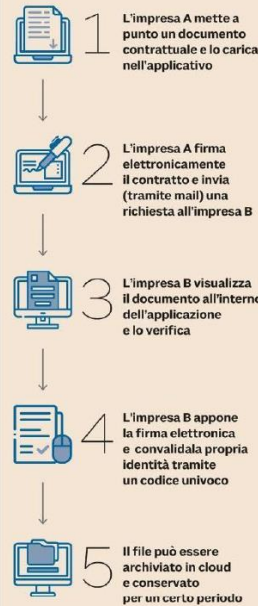 1
L'impresa A mette a
punto un documento
contrattuale e lo carica
nell'applicativo
2
L'impresa A firma
elettronicamente
il contratto e invia
(tramite mail) una
richiesta all'impresa B
3
L'impresa B visualizza
il documento all'interno
dell'applicazione
e lo verifica
4
L'impresa B appone
la firma elettronica
e convalidala propria
identità tramite
un codice univoco
5
Il file può essere
archiviato in cloud
e conservato
per un certo periodo